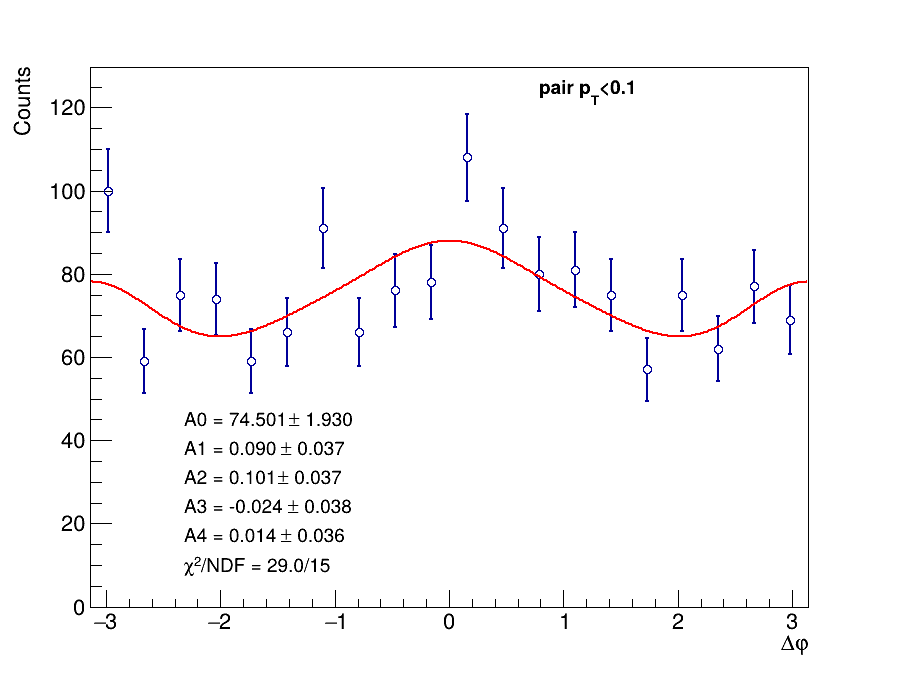 Counts
pair pT<0.1
120
100
80
60
40
20
0
A0 = 74.501± 1.930
A1 = 0.090 ± 0.037
A2 = 0.101± 0.037
A3 = -0.024 ± 0.038
A4 = 0.014 ± 0.036
χ²/NDF = 29.0/15
−3 −2 −1 0 1 2 3
Δφ